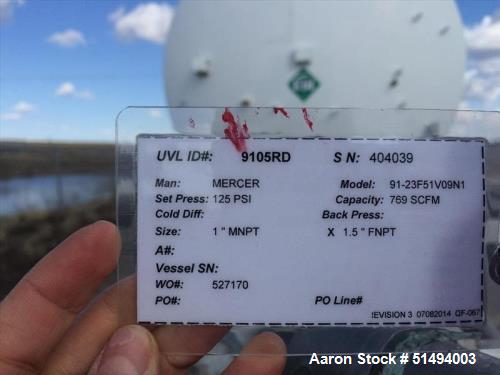 UVL ID#: 9105RD S N: 404039
Man: MERCER Model: 91-23F51V09N1
Set Press: 125 PSI Capacity: 769 SCFM
Cold Diff: Back Press:
Size: 1 " MNPT X 1.5 " FNPT
A#:
Vessel SN:
WO#: 527170
PO#: PO Line#
REVISION 3 07082014 QF-067
Aaron Stock # 51494003